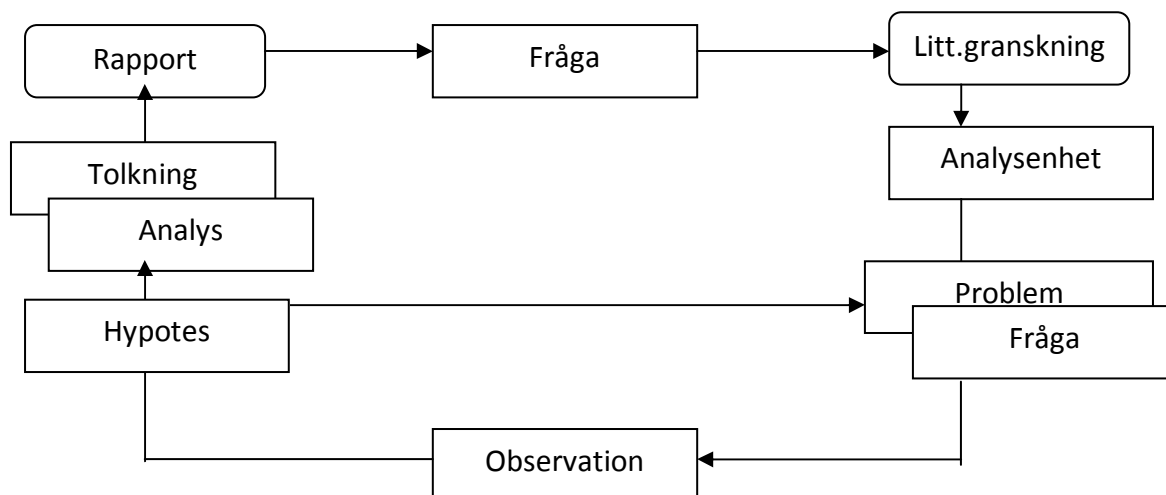 Rapport
Fråga
Litt.granskning
Tolkning
Analysenhet
Analys
Problem
Hypotes
Fråga
Observation